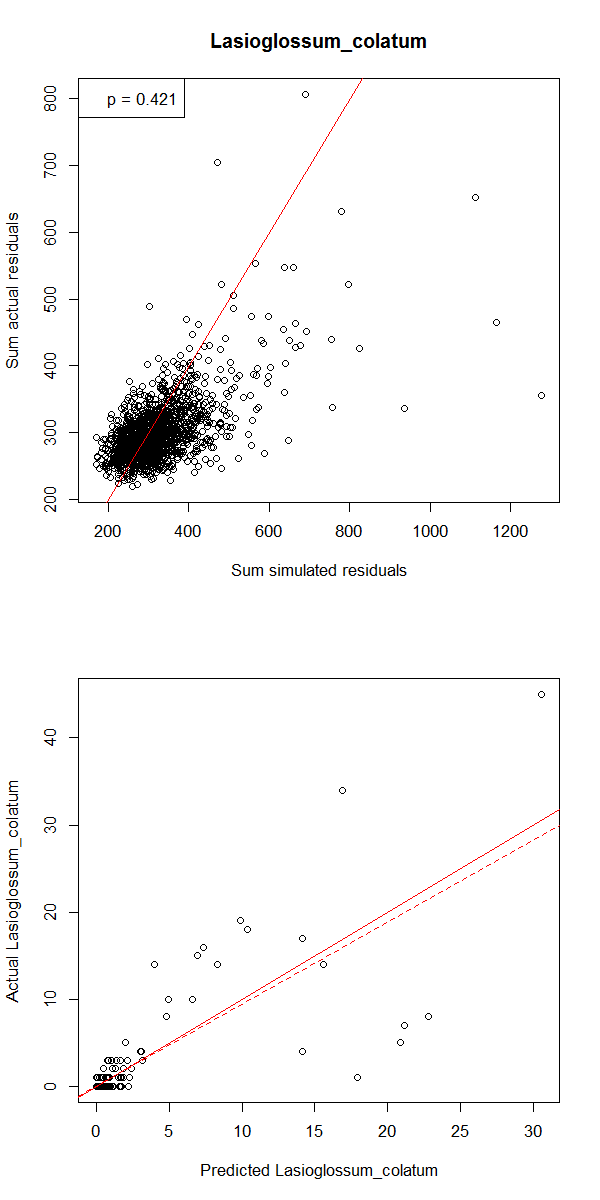 Lasioglossum_colatum
p = 0.421
Sum actual residuals
800
700
600
500
400
300
200
200 400 600 800 1000 1200
Sum simulated residuals
Actual Lasioglossum_colatum
40
30
20
10
0
0 5 10 15 20 25 30
Predicted Lasioglossum_colatum